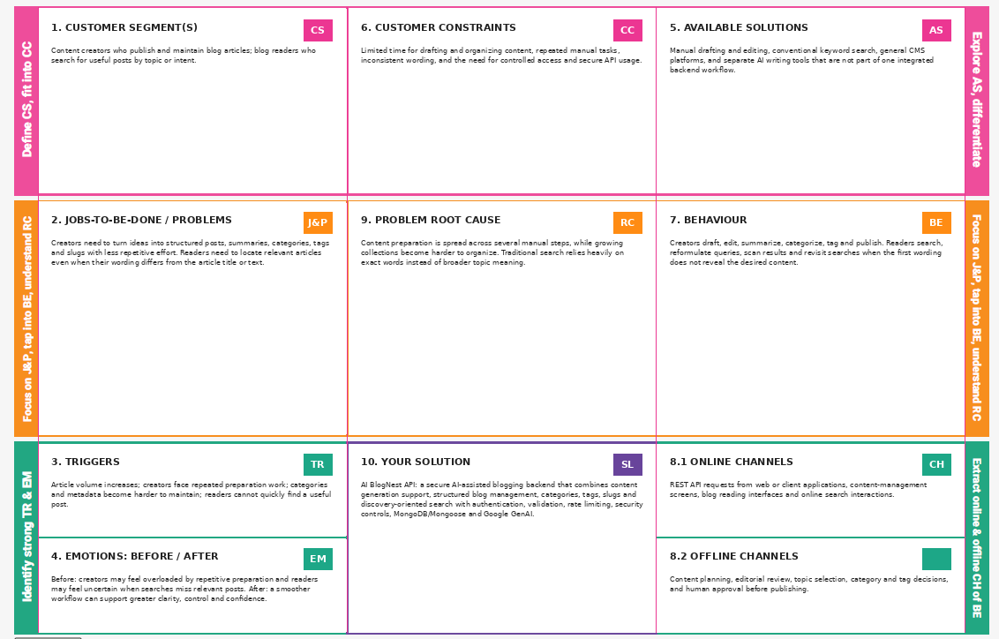 Define CS, fit into CC
1. CUSTOMER SEGMENT(S)
CS
Content creators who publish and maintain blog articles; blog readers who
search for useful posts by topic or intent.
6. CUSTOMER CONSTRAINTS
CC
Limited time for drafting and organizing content, repeated manual tasks,
inconsistent wording, and the need for controlled access and secure API usage.
5. AVAILABLE SOLUTIONS
AS
Manual drafting and editing, conventional keyword search, general CMS
platforms, and separate AI writing tools that are not part of one integrated
backend workflow.
Explore AS, differentiate
Focus on J&P, tap into BE, understand RC
2. JOBS-TO-BE-DONE / PROBLEMS
J&P
Creators need to turn ideas into structured posts, summaries, categories, tags
and slugs with less repetitive effort. Readers need to locate relevant articles
even when their wording differs from the article title or text.
9. PROBLEM ROOT CAUSE
RC
Content preparation is spread across several manual steps, while growing
collections become harder to organize. Traditional search relies heavily on
exact words instead of broader topic meaning.
7. BEHAVIOUR
BE
Creators draft, edit, summarize, categorize, tag and publish. Readers search,
reformulate queries, scan results and revisit searches when the first wording
does not reveal the desired content.
Focus on J&P, tap into BE, understand RC
Identify strong TR & EM
3. TRIGGERS
TR
Article volume increases; creators face repeated preparation work; categories
and metadata become harder to maintain; readers cannot quickly find a useful
post.
4. EMOTIONS: BEFORE / AFTER
EM
Before: creators may feel overloaded by repetitive preparation and readers
may feel uncertain when searches miss relevant posts. After: a smoother
workflow can support greater clarity, control and confidence.
10. YOUR SOLUTION
SL
AI BlogNest API: a secure AI-assisted blogging backend that combines content
generation support, structured blog management, categories, tags, slugs and
discovery-oriented search with authentication, validation, rate limiting, security
controls, MongoDB/Mongoose and Google GenAI.
8.1 ONLINE CHANNELS
CH
REST API requests from web or client applications, content-management
screens, blog reading interfaces and online search interactions.
8.2 OFFLINE CHANNELS
Content planning, editorial review, topic selection, category and tag decisions,
and human approval before publishing.
Extract online & offline CH of BE